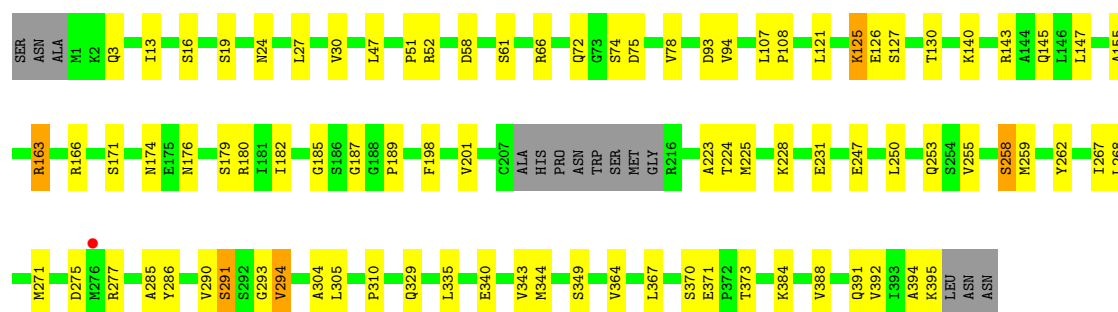 SER ASN ALA M1 K2 Q3 I13 S16 S19 N24 L27 V30 L47 P51 R52 D58 S61 R66 Q72 G73 S74 D75 V78 D93 V94 L107 P108 L121 K125 E126 S127 T130 K140 R143 A144 Q145 L146 L147 A155
R163 R166 S171 N174 E175 N176 S179 R180 I181 I182 G185 S186 G187 G188 P189 F198 V201 C207 ALA HIS PRO ASN TRP SER MET GLY R216 A223 T224 M225 K228 E231 E247 L250 Q253 S254 V255 S258 M259 Y262 I267 L268
M271 D275 M276 R277 A285 Y286 V290 S291 S292 G293 V294 A304 L305 P310 Q329 L335 E340 V343 M344 S349 V364 L367 S370 E371 P372 T373 K384 V388 Q391 V392 I393 A394 K395 LEU ASN ASN